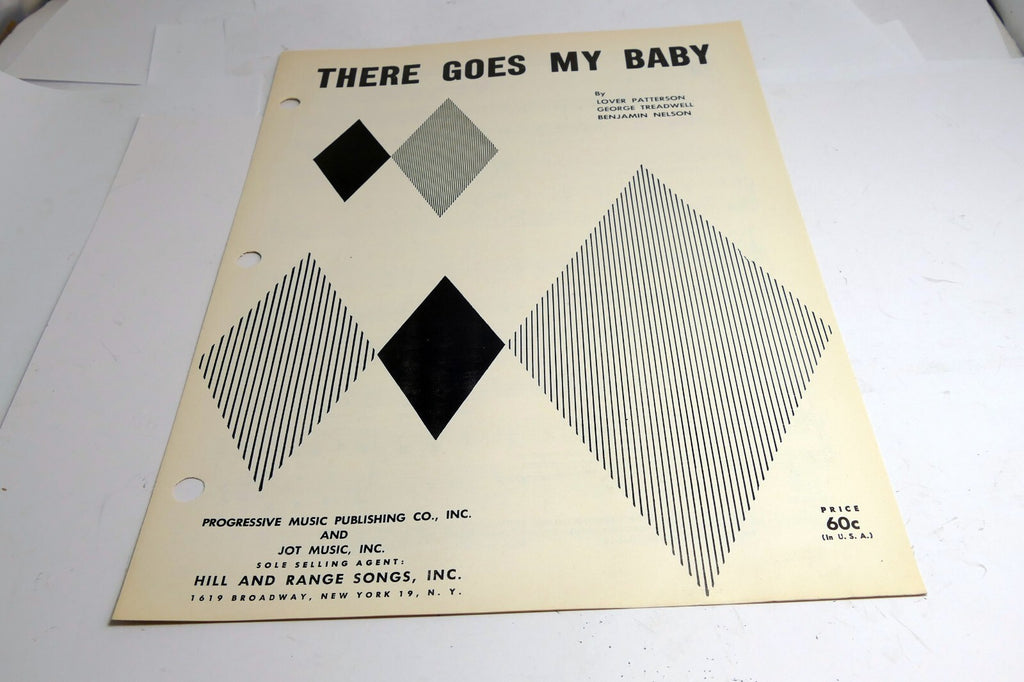 THERE GOES MY BABY
By
LOVER PATTERSON
GEORGE TREADWELL
BENJAMIN NELSON
PROGRESSIVE MUSIC PUBLISHING CO., INC.
AND
JOT MUSIC, INC.
SOLE SELLING AGENT:
HILL AND RANGE SONGS, INC.
1619 BROADWAY, NEW YORK 19, N. Y.
PRICE
60c
(In U. S. A.)